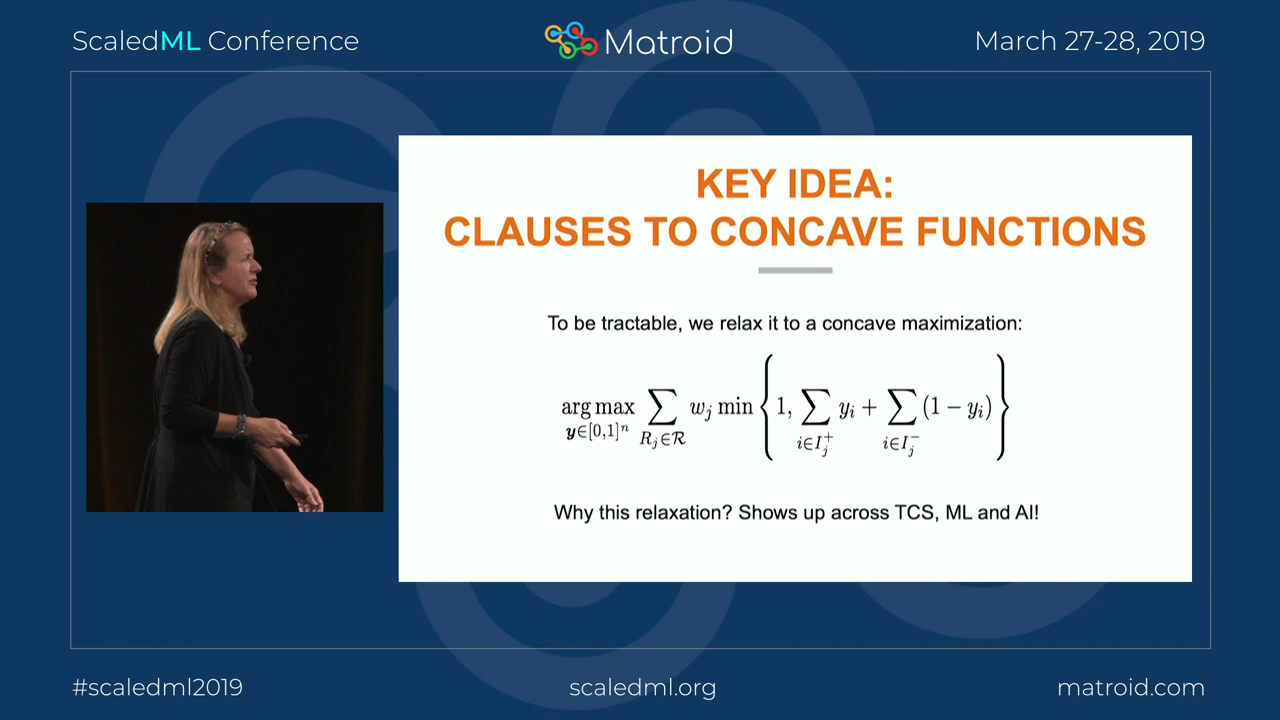 ScaledML Conference
Matroid
March 27-28, 2019
KEY IDEA:
CLAUSES TO CONCAVE FUNCTIONS
To be tractable, we relax it to a concave maximization:
arg max_{y∈[0,1]^n} ∑_{R_j∈ℛ} w_j min { 1, ∑_{i∈I_j^+} y_i + ∑_{i∈I_j^-} (1 − y_i) }
Why this relaxation? Shows up across TCS, ML and AI!
#scaledml2019
scaledml.org
matroid.com